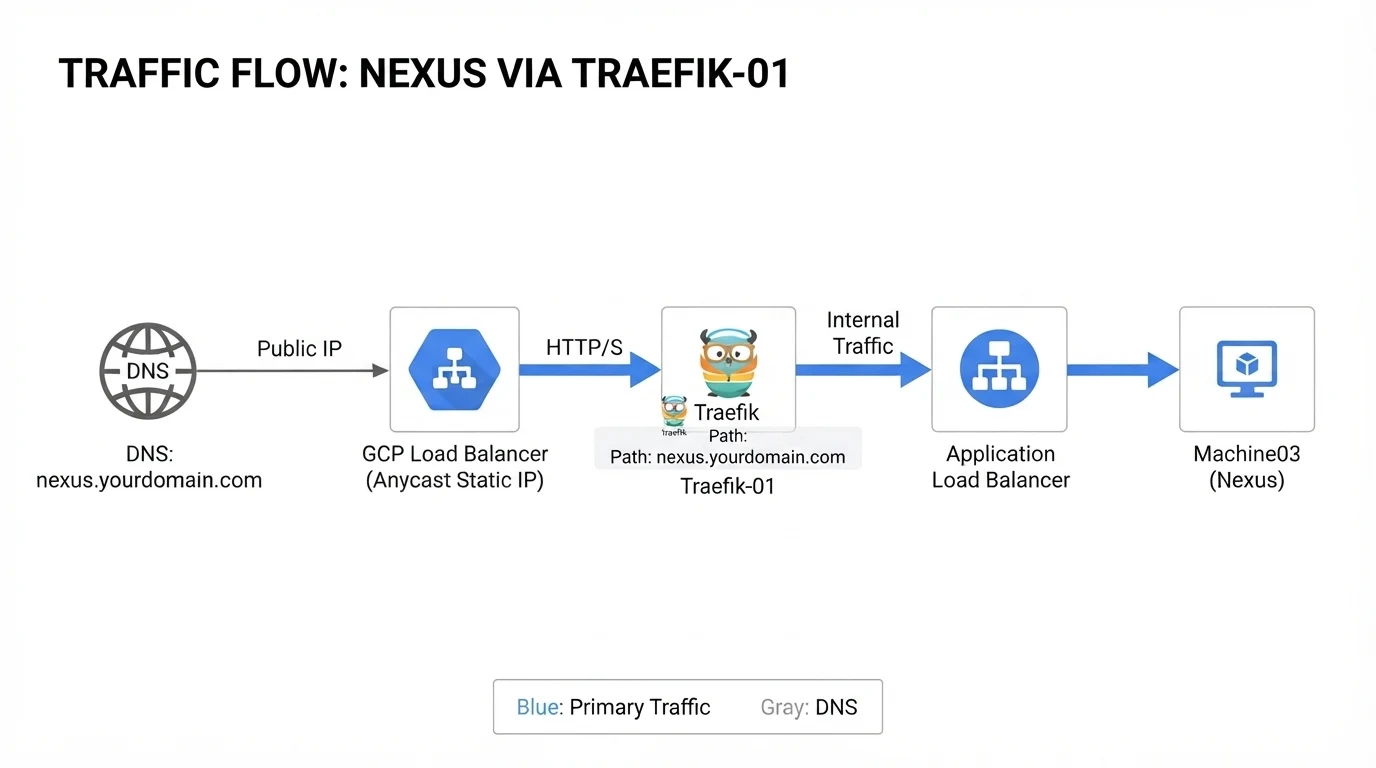 TRAFFIC FLOW: NEXUS VIA TRAEFIK-01
DNS
Public IP
HTTP/S
Internal
Traffic
Traefik
Traefik
Path:
Path: nexus.yourdomain.com
DNS:
nexus.yourdomain.com
GCP Load Balancer
(Anycast Static IP)
Traefik-01
Application
Load Balancer
Machine03
(Nexus)
Blue: Primary Traffic
Gray: DNS